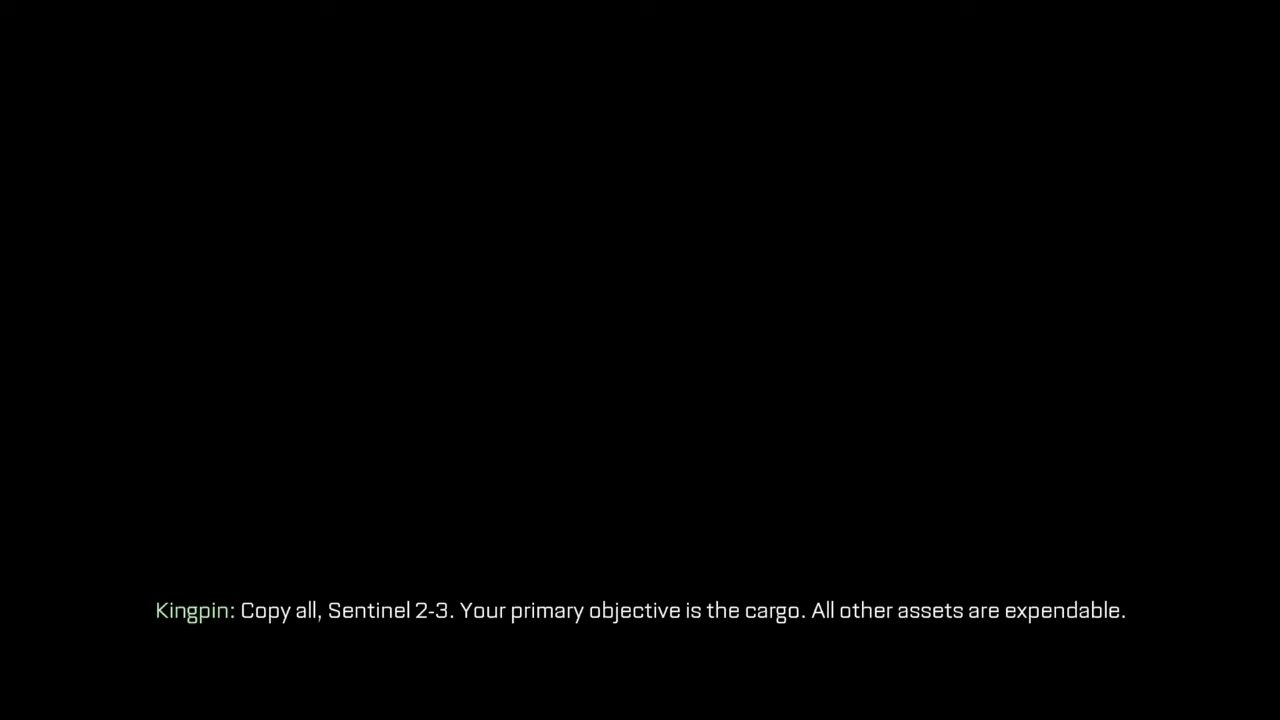 Kingpin: Copy all, Sentinel 2-3. Your primary objective is the cargo. All other assets are expendable.